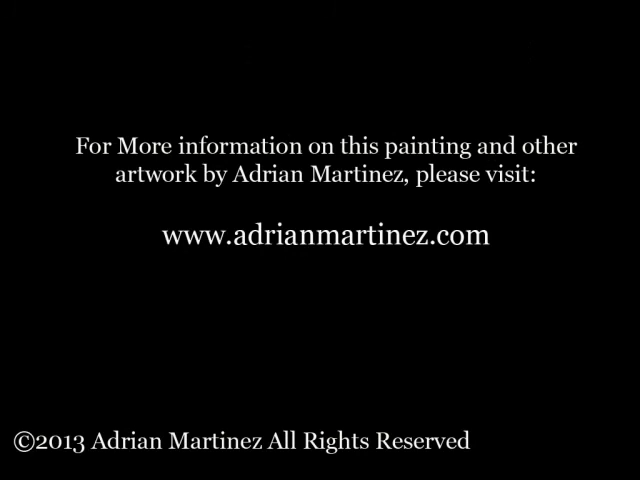 For More information on this painting and other
artwork by Adrian Martinez, please visit:
www.adrianmartinez.com
©2013 Adrian Martinez All Rights Reserved